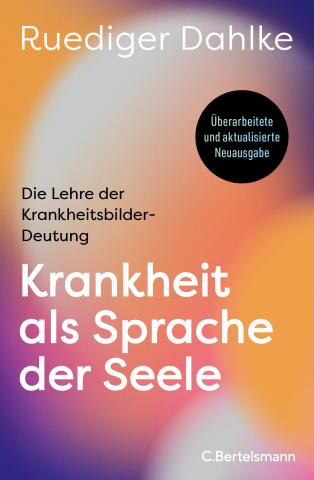 Ruediger Dahlke
Überarbeitete
und aktualisierte
Neuausgabe
Die Lehre der
Krankheitsbilder-
Deutung
Krankheit
als Sprache
der Seele
C.Bertelsmann